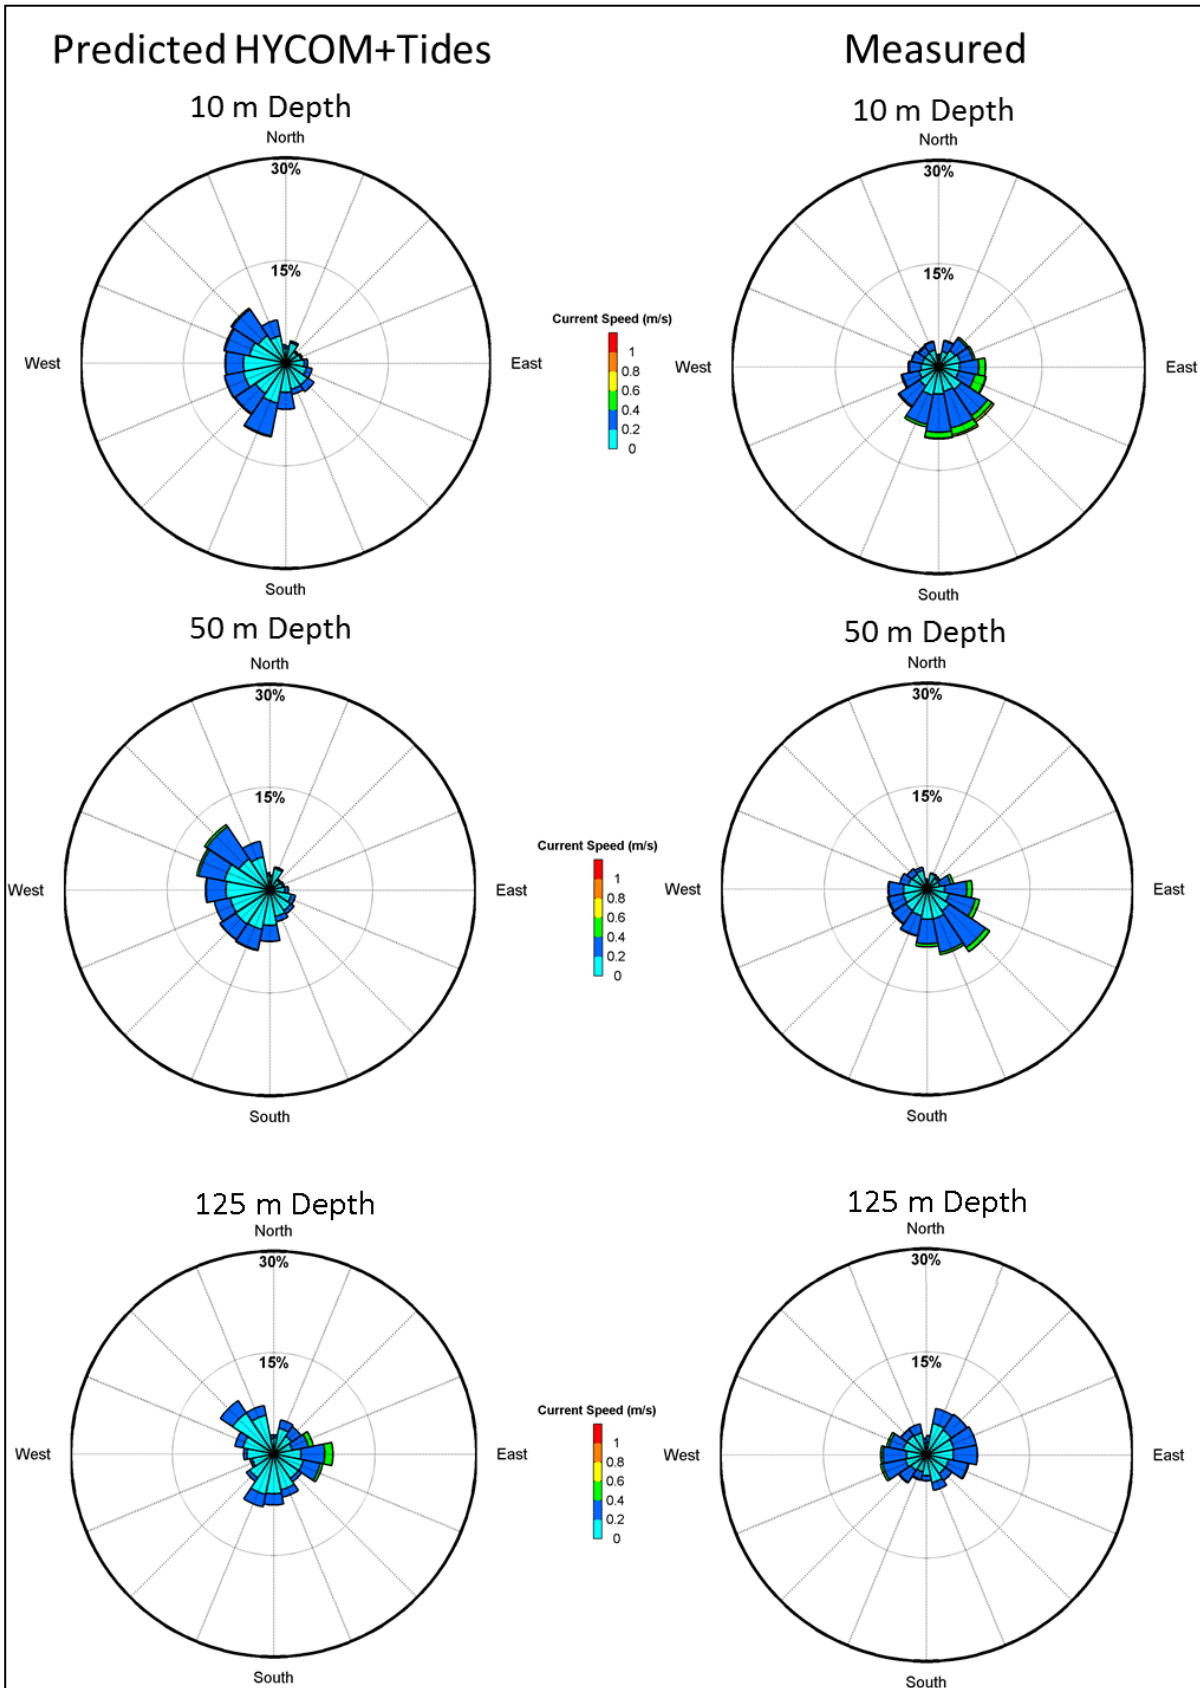 Predicted HYCOM+Tides
Measured
10 m Depth
North
30%
15%
West
East
South
Current Speed (m/s)
1
0.8
0.6
0.4
0.2
0
10 m Depth
North
30%
15%
West
East
South
50 m Depth
North
30%
15%
West
East
South
Current Speed (m/s)
1
0.8
0.6
0.4
0.2
0
50 m Depth
North
30%
15%
West
East
South
125 m Depth
North
30%
15%
West
East
South
Current Speed (m/s)
1
0.8
0.6
0.4
0.2
0
125 m Depth
North
30%
15%
West
East
South